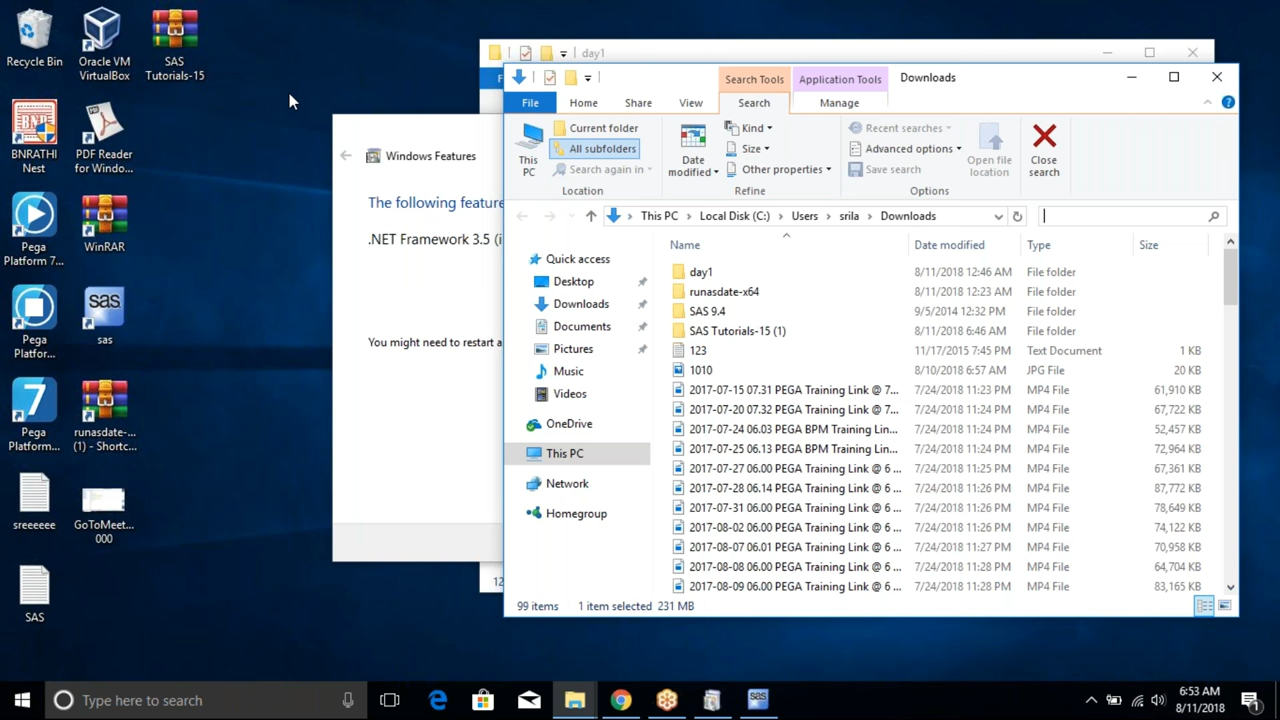 Recycle Bin
Oracle VM
VirtualBox
SAS
Tutorials-15
BNRATHI
Nest
PDF Reader
for Windo...
Pega
Platform 7...
WinRAR
Pega
Platfo...
sas
Pega
Platform...
runasdate-...
(1) - Shortc...
sreeeeee
GoToMeet...
000
SAS
day1
F
Windows Features
The following feature
.NET Framework 3.5 (i
You might need to restart a
12
Search Tools
Application Tools
Downloads
File
Home
Share
View
Search
Manage
This
PC
Current folder
All subfolders
Search again in
Location
Date
modified
Kind
Size
Other properties
Refine
Recent searches
Advanced options
Save search
Open file
location
Options
Close
search
This PC > Local Disk (C:) > Users > srila > Downloads
Quick access
Desktop
Downloads
Documents
Pictures
Music
Videos
OneDrive
This PC
Network
Homegroup
Name Date modified Type Size
day1 8/11/2018 12:46 AM File folder
runasdate-x64 8/11/2018 12:23 AM File folder
SAS 9.4 9/5/2014 12:32 PM File folder
SAS Tutorials-15 (1) 8/11/2018 6:46 AM File folder
123 11/17/2015 7:45 PM Text Document 1 KB
1010 8/10/2018 6:57 AM JPG File 20 KB
2017-07-15 07.31 PEGA Training Link @ 7... 7/24/2018 11:23 PM MP4 File 61,910 KB
2017-07-20 07.32 PEGA Training Link @ 7... 7/24/2018 11:24 PM MP4 File 67,722 KB
2017-07-24 06.03 PEGA BPM Training Lin... 7/24/2018 11:24 PM MP4 File 52,457 KB
2017-07-25 06.13 PEGA BPM Training Lin... 7/24/2018 11:24 PM MP4 File 72,964 KB
2017-07-27 06.00 PEGA Training Link @ 6 ... 7/24/2018 11:25 PM MP4 File 67,361 KB
2017-07-28 06.14 PEGA Training Link @ 6 ... 7/24/2018 11:26 PM MP4 File 87,772 KB
2017-07-31 06.00 PEGA Training Link @ 6 ... 7/24/2018 11:26 PM MP4 File 78,649 KB
2017-08-02 06.00 PEGA Training Link @ 6 ... 7/24/2018 11:26 PM MP4 File 74,122 KB
2017-08-07 06.01 PEGA Training Link @ 6 ... 7/24/2018 11:27 PM MP4 File 70,958 KB
2017-08-08 06.00 PEGA Training Link @ 6 ... 7/24/2018 11:28 PM MP4 File 64,704 KB
2017-08-09 06.00 PEGA Training Link @ 6 ... 7/24/2018 11:28 PM MP4 File 83,165 KB
99 items 1 item selected 231 MB
Type here to search
6:53 AM
8/11/2018